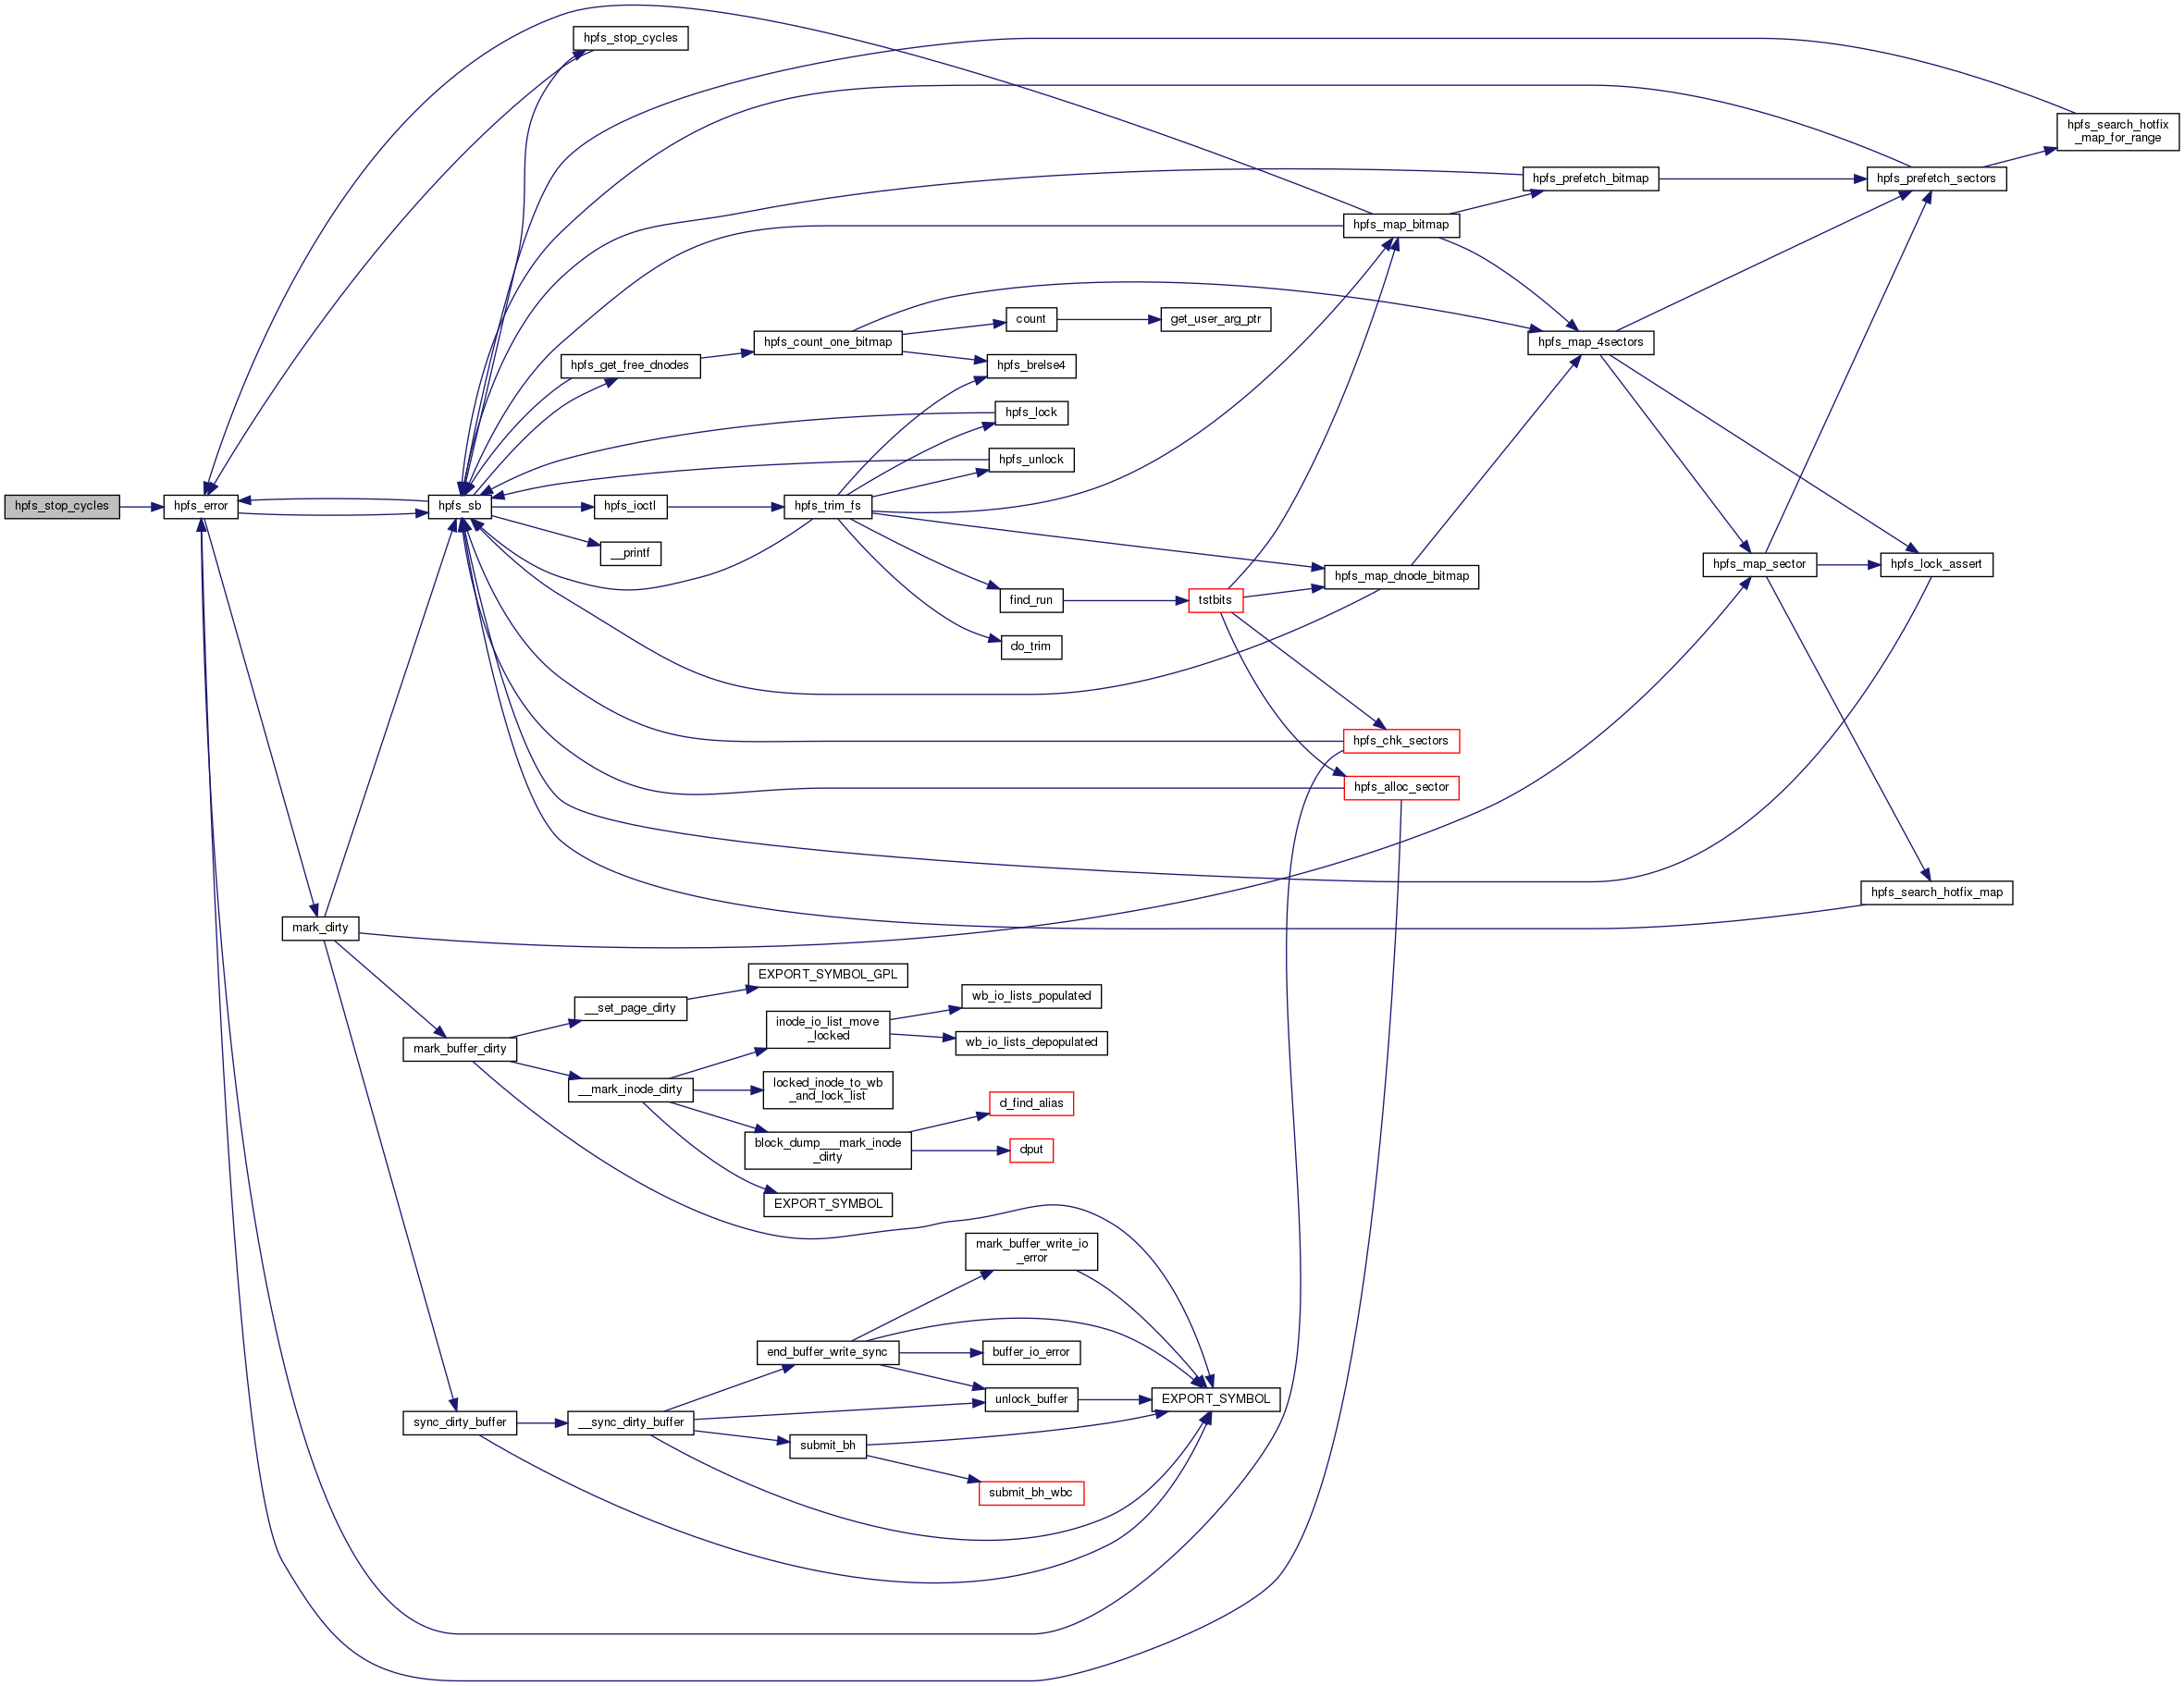 hpfs_stop_cycles
hpfs_search_hotfix
_map_for_range
hpfs_prefetch_bitmap
hpfs_prefetch_sectors
hpfs_map_bitmap
count
get_user_arg_ptr
hpfs_count_one_bitmap
hpfs_map_4sectors
hpfs_get_free_dnodes
hpfs_brelse4
hpfs_lock
hpfs_unlock
hpfs_stop_cycles
hpfs_error
hpfs_sb
hpfs_ioctl
hpfs_trim_fs
__printf
hpfs_map_sector
hpfs_lock_assert
hpfs_map_dnode_bitmap
find_run
tstbits
do_trim
hpfs_chk_sectors
hpfs_alloc_sector
hpfs_search_hotfix_map
mark_dirty
EXPORT_SYMBOL_GPL
wb_io_lists_populated
__set_page_dirty
inode_io_list_move
_locked
wb_io_lists_depopulated
mark_buffer_dirty
__mark_inode_dirty
locked_inode_to_wb
_and_lock_list
d_find_alias
block_dump___mark_inode
_dirty
dput
EXPORT_SYMBOL
mark_buffer_write_io
_error
end_buffer_write_sync
buffer_io_error
unlock_buffer
EXPORT_SYMBOL
sync_dirty_buffer
__sync_dirty_buffer
submit_bh
submit_bh_wbc